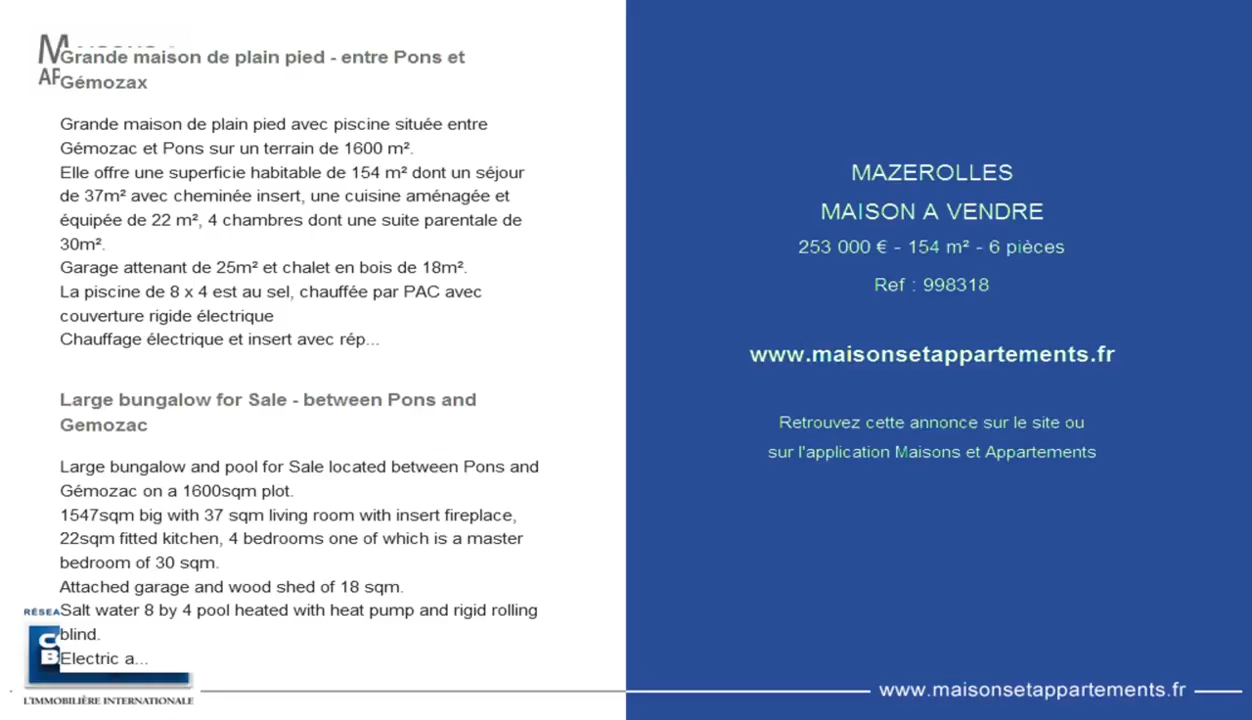 Grande maison de plain pied - entre Pons et
Gémozax
Grande maison de plain pied avec piscine située entre
Gémozac et Pons sur un terrain de 1600 m².
Elle offre une superficie habitable de 154 m² dont un séjour
de 37m² avec cheminée insert, une cuisine aménagée et
équipée de 22 m², 4 chambres dont une suite parentale de
30m².
Garage attenant de 25m² et chalet en bois de 18m².
La piscine de 8 x 4 est au sel, chauffée par PAC avec
couverture rigide électrique
Chauffage électrique et insert avec rép...
Large bungalow for Sale - between Pons and
Gemozac
Large bungalow and pool for Sale located between Pons and
Gémozac on a 1600sqm plot.
1547sqm big with 37 sqm living room with insert fireplace,
22sqm fitted kitchen, 4 bedrooms one of which is a master
bedroom of 30 sqm.
Attached garage and wood shed of 18 sqm.
Salt water 8 by 4 pool heated with heat pump and rigid rolling
blind.
Electric a...
RÉSEA
CB
L'IMMOBILIÈRE INTERNATIONALE
MAZEROLLES
MAISON A VENDRE
253 000 € - 154 m² - 6 pièces
Ref : 998318
www.maisonsetappartements.fr
Retrouvez cette annonce sur le site ou
sur l'application Maisons et Appartements
www.maisonsetappartements.fr